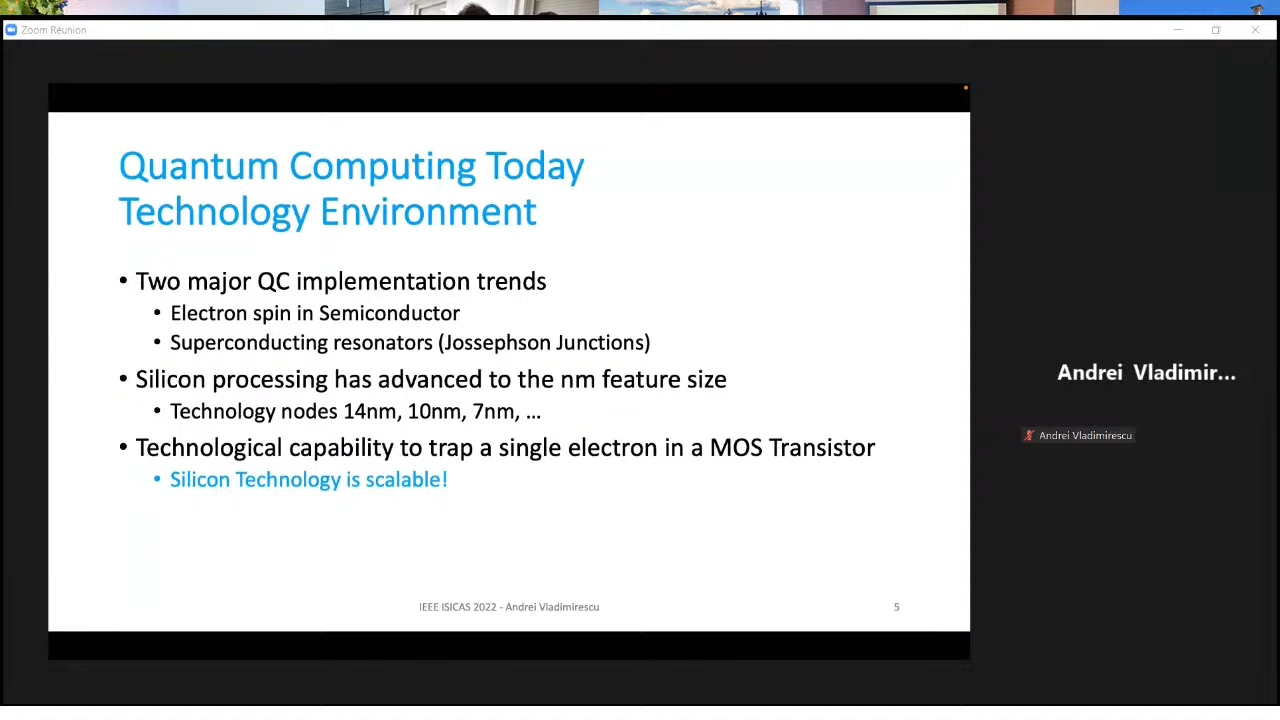 Zoom Réunion
Quantum Computing Today
Technology Environment
• Two major QC implementation trends
• Electron spin in Semiconductor
• Superconducting resonators (Jossephson Junctions)
• Silicon processing has advanced to the nm feature size
• Technology nodes 14nm, 10nm, 7nm, ...
• Technological capability to trap a single electron in a MOS Transistor
• Silicon Technology is scalable!
IEEE ISICAS 2022 - Andrei Vladimirescu
5
Andrei Vladimir...
Andrei Vladimirescu